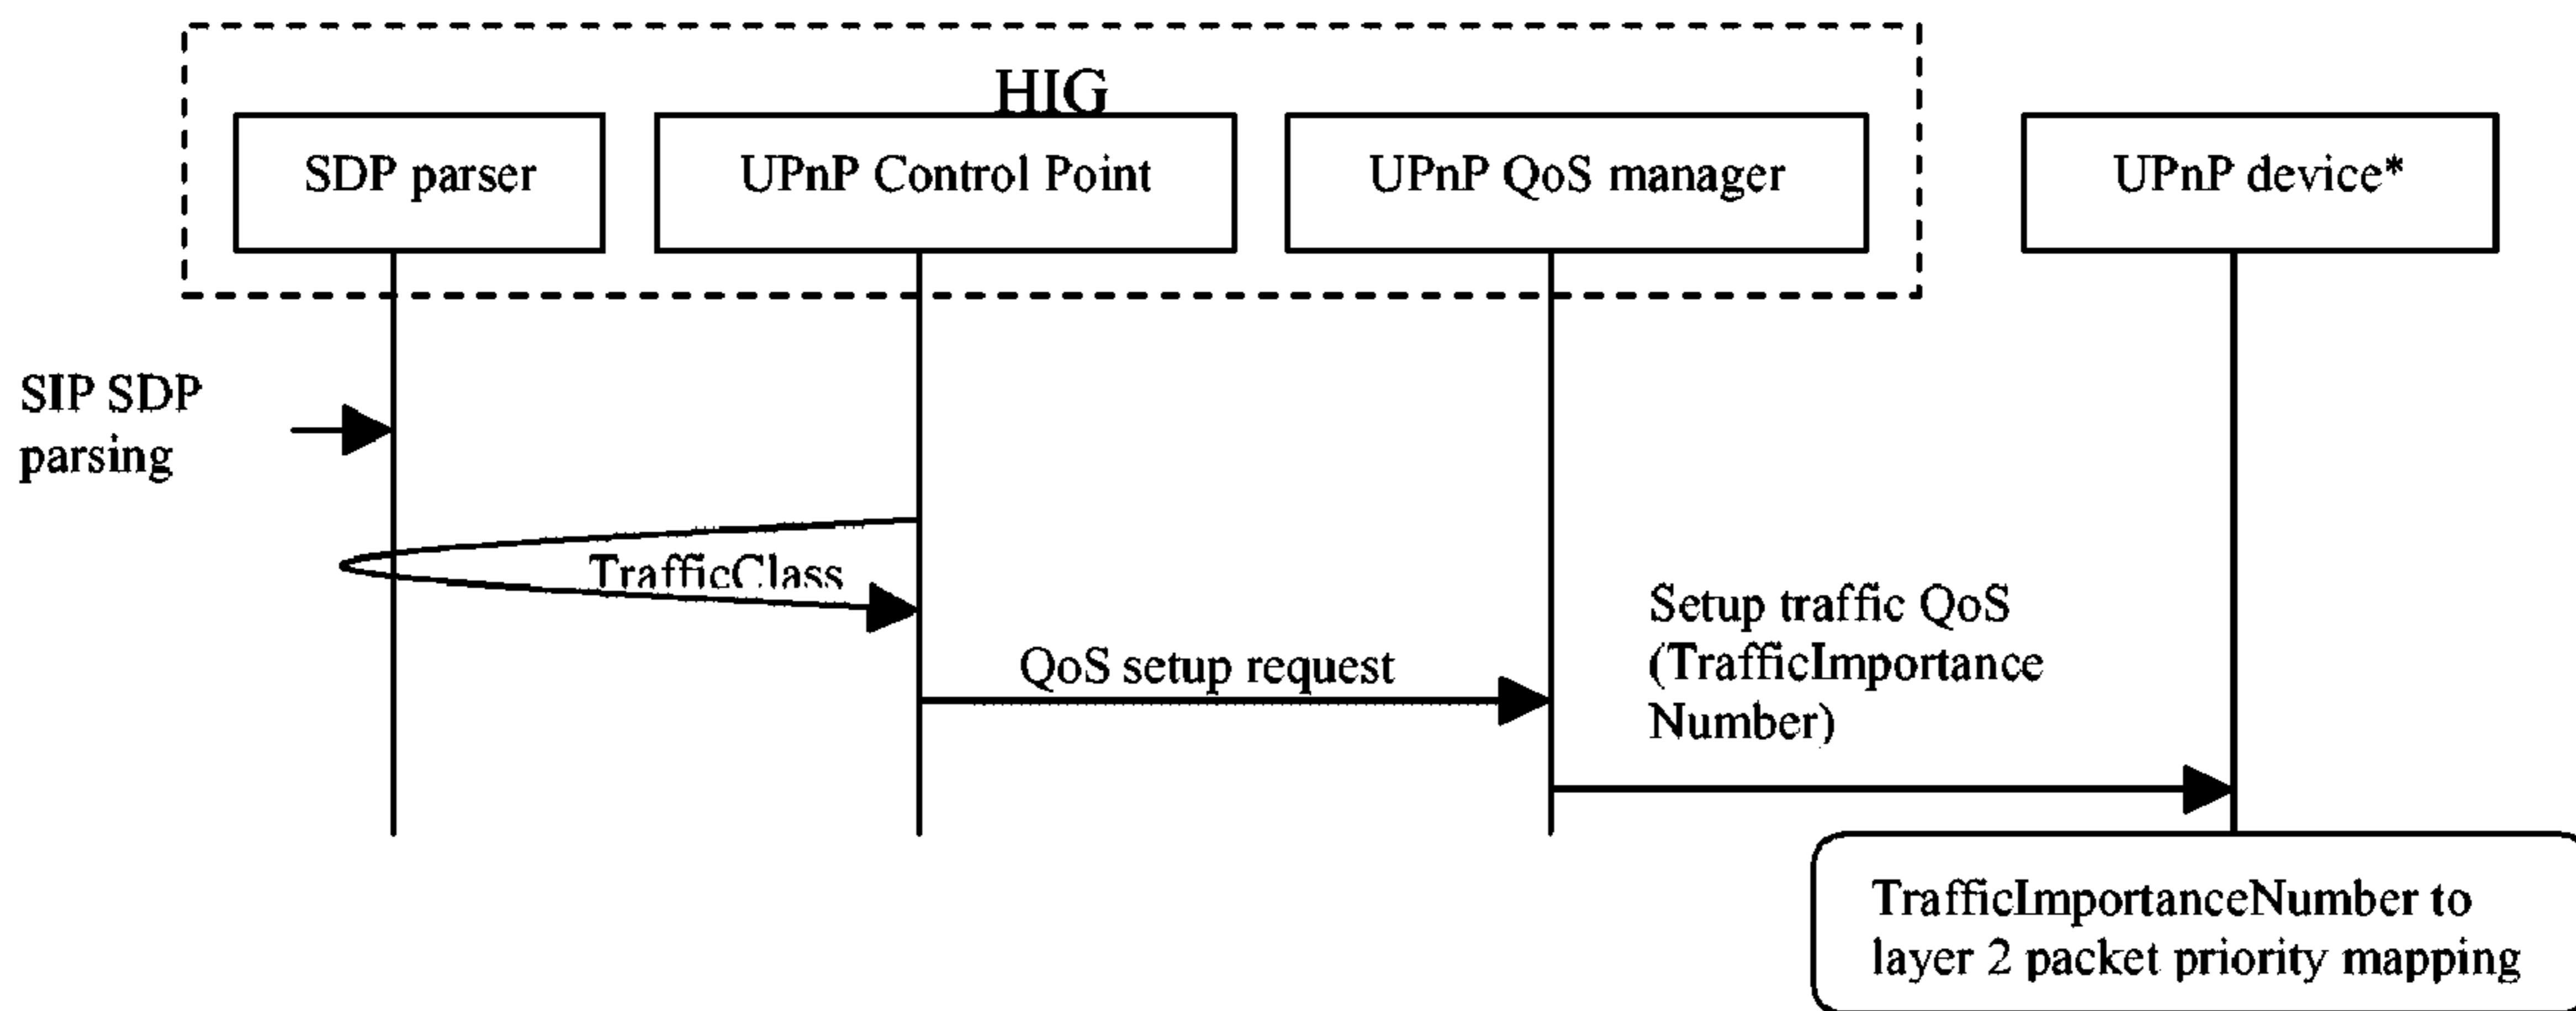 HIG
SDP parser
UPnP Control Point
UPnP QoS manager
UPnP device*
SIP SDP
parsing
TrafficClass
QoS setup request
Setup traffic QoS
(TrafficImportance
Number)
TrafficImportanceNumber to
layer 2 packet priority mapping